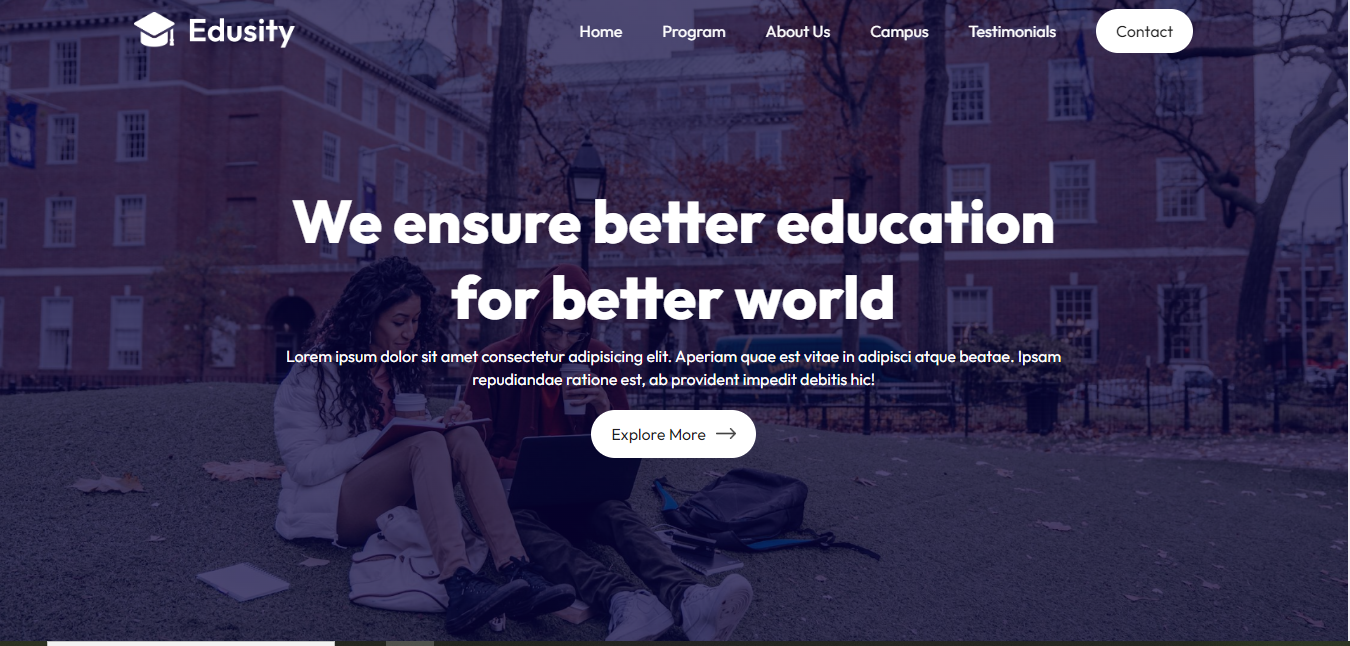 Edusity
Home Program About Us Campus Testimonials Contact
We ensure better education
for better world
Lorem ipsum dolor sit amet consectetur adipisicing elit. Aperiam quae est vitae in adipisci atque beatae. Ipsam
repudiandae ratione est, ab provident impedit debitis hic!
Explore More